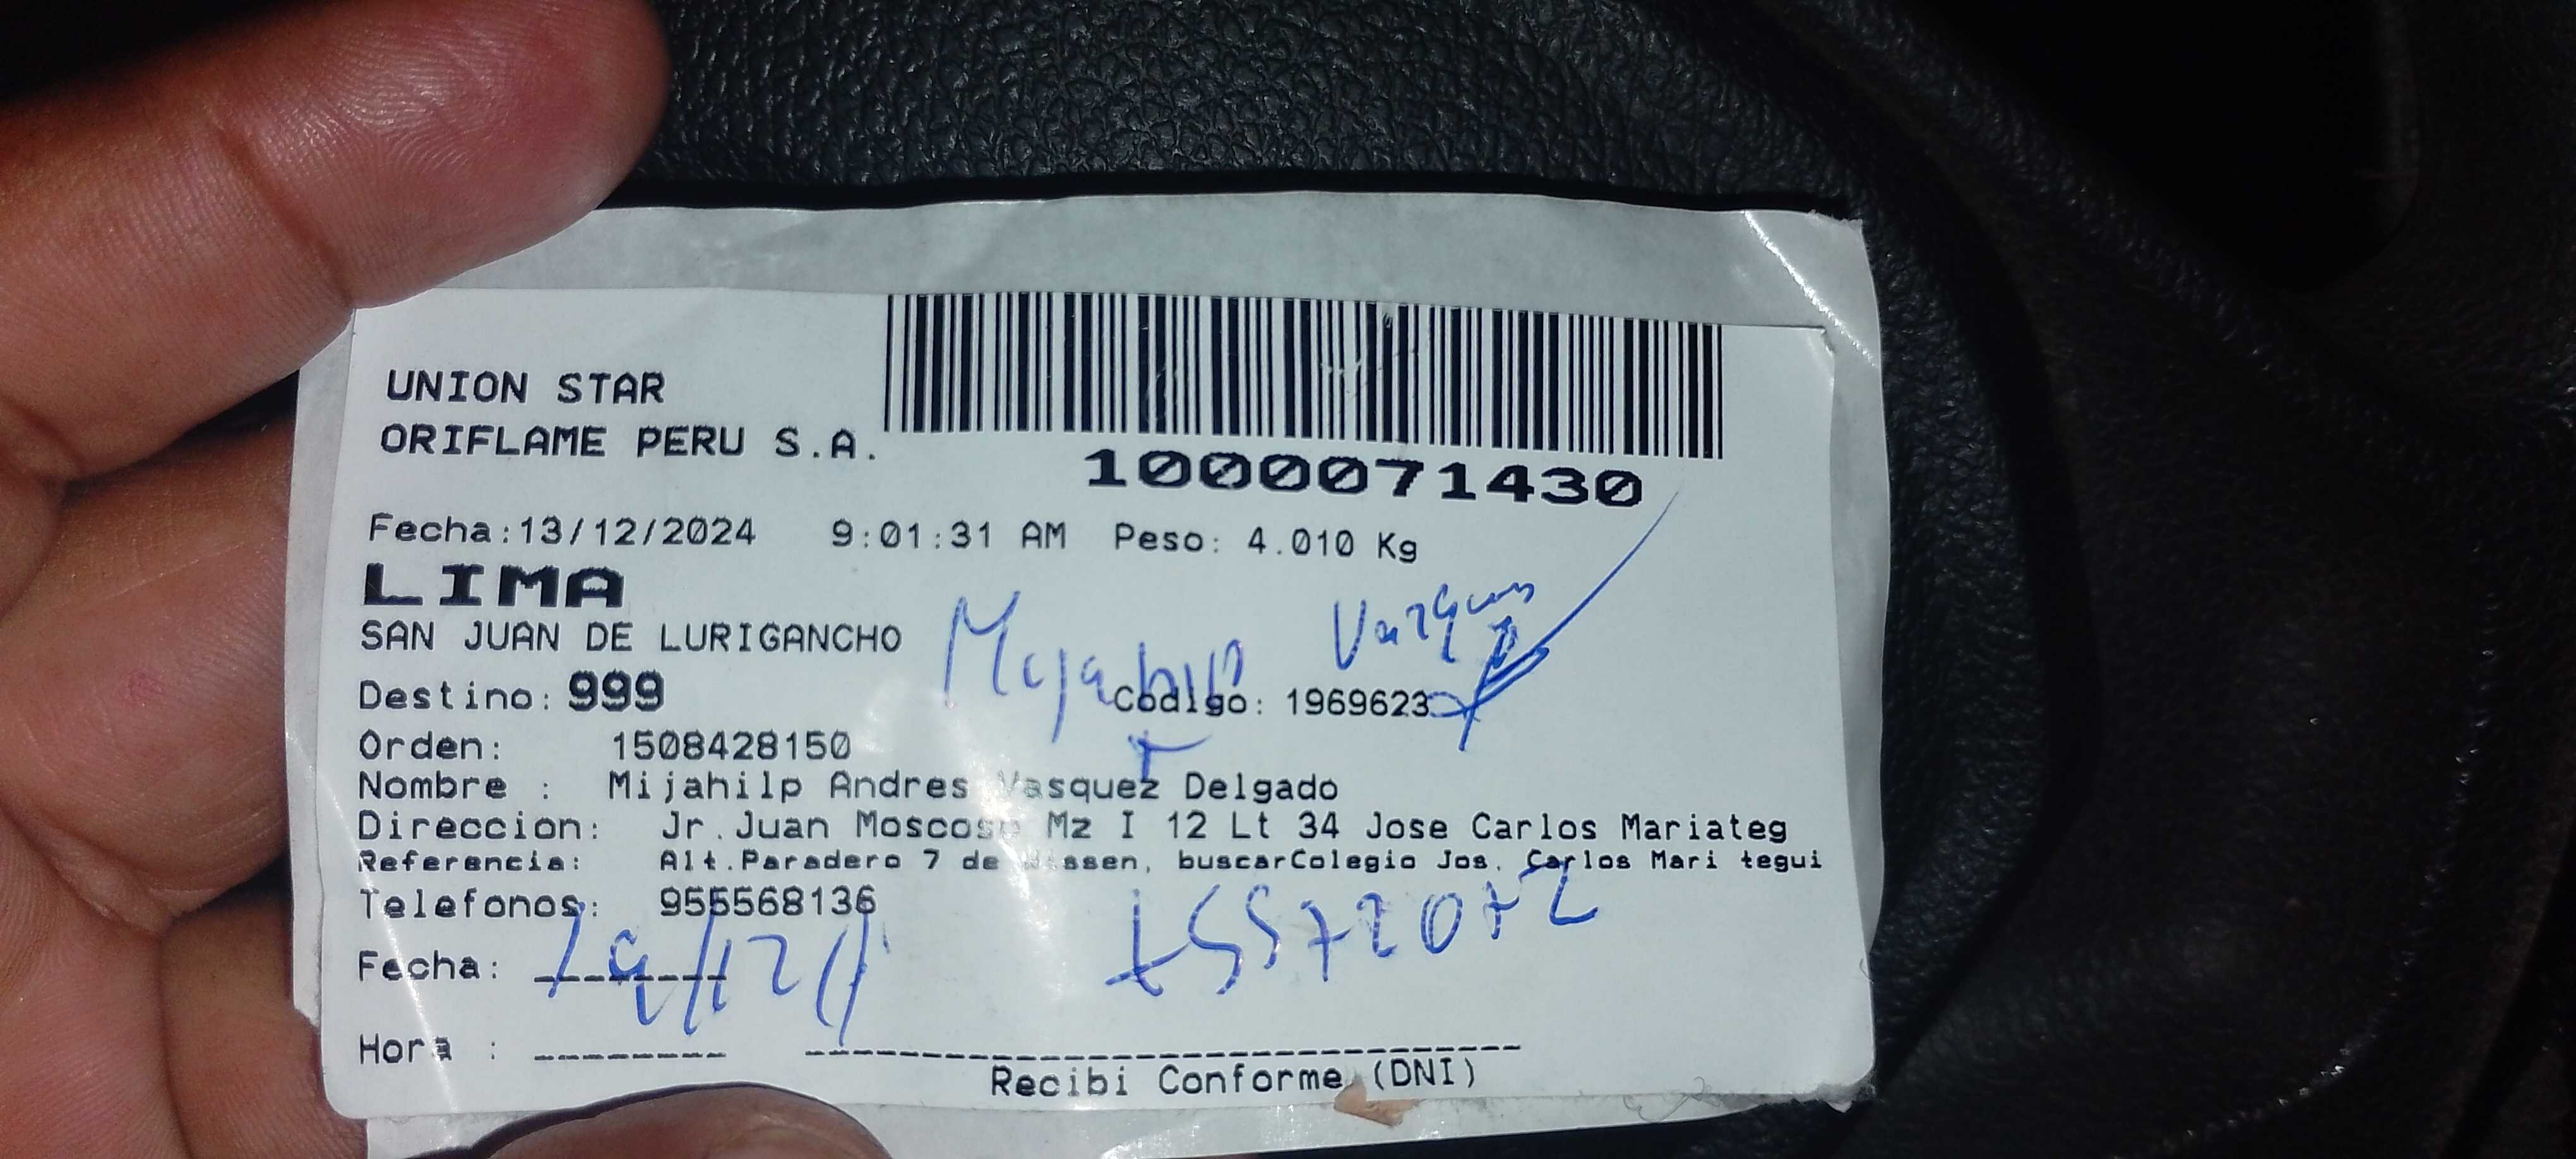 UNION STAR
ORIFLAME PERU S.A.
1000071430
Fecha:13/12/2024 9:01:31 AM Peso: 4.010 Kg
LIMA
SAN JUAN DE LURIGANCHO
Vazquez
Destino: 999 Codigo: 1969623
Orden: 1508428150
Nombre : Mijahilp Andres Vasquez Delgado
Direccion: Jr.Juan Moscoso Mz I 12 Lt 34 Jose Carlos Mariateg
Referencia: Alt.Paradero 7 de buscarColegio Jos. Carlos Mari tegui
Telefonos: 955568136
Fecha:
Hora :
Recibi Conforme (DNI)